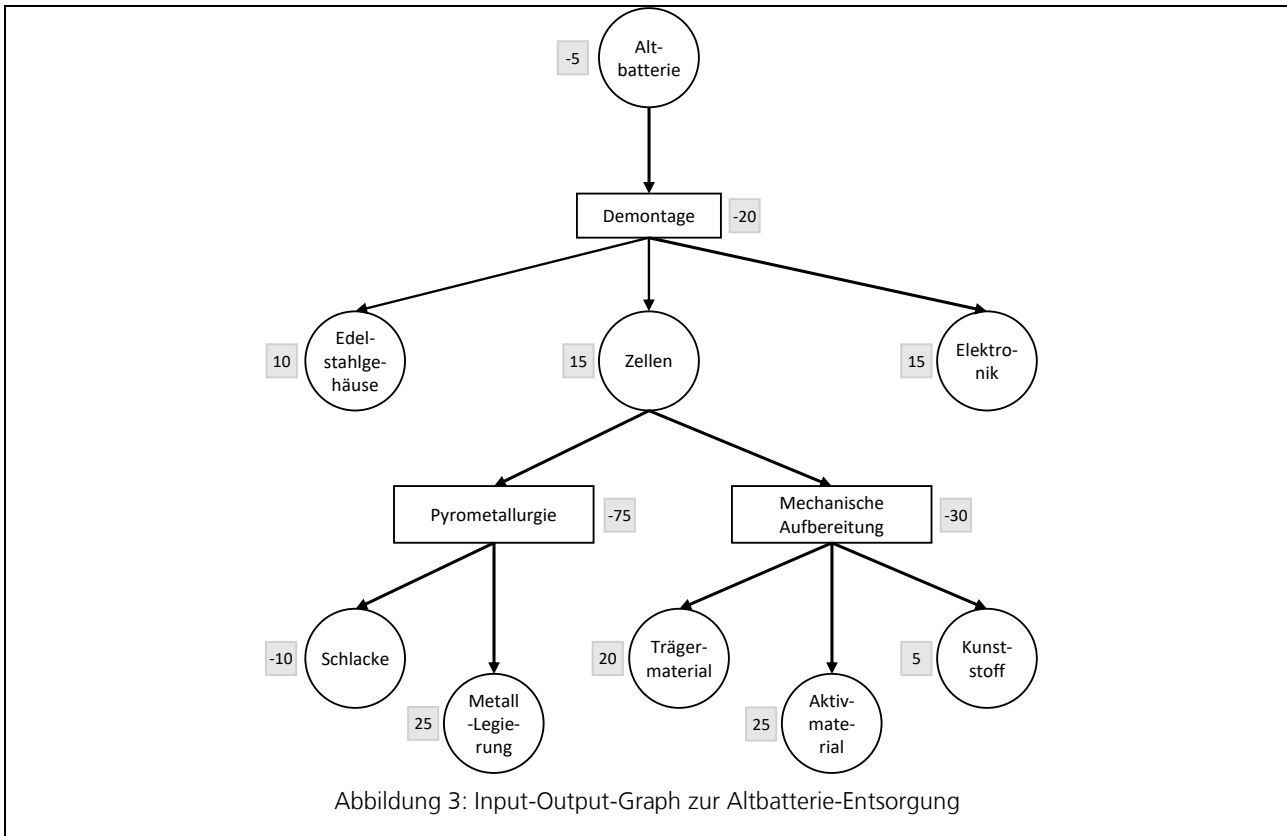 Alt-
batterie
-5
Demontage
-20
Edel-
stahlge-
häuse
10
Zellen
15
Elektro-
nik
15
Pyrometallurgie
-75
Mechanische
Aufbereitung
-30
Schlacke
-10
Metall
-Legie-
rung
25
Träger-
material
20
Aktiv-
mate-
rial
25
Kunst-
stoff
5
Abbildung 3: Input-Output-Graph zur Altbatterie-Entsorgung